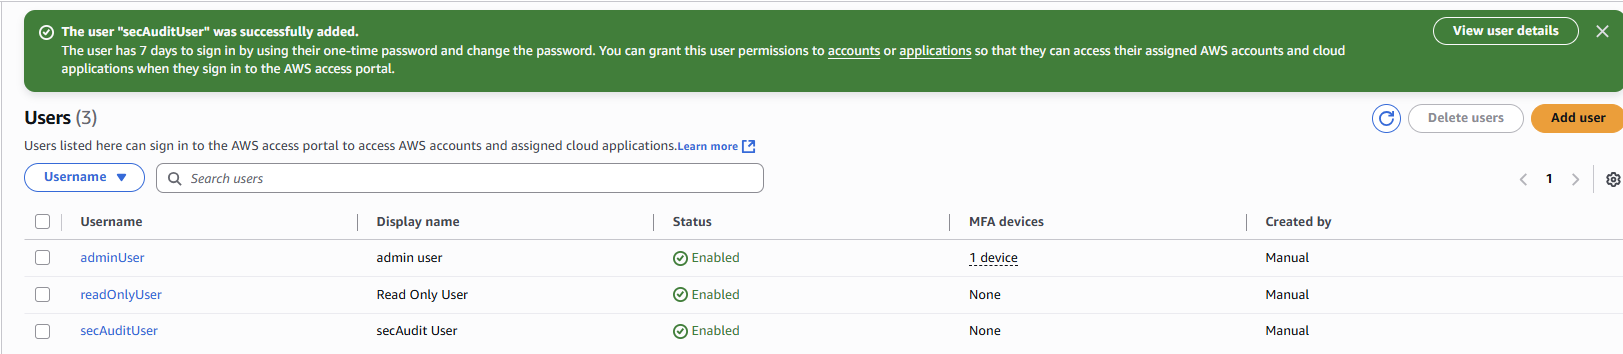 The user "secAuditUser" was successfully added.
View user details
The user has 7 days to sign in by using their one-time password and change the password. You can grant this user permissions to accounts or applications so that they can access their assigned AWS accounts and cloud
applications when they sign in to the AWS access portal.
Users (3)
Delete users
Add user
Users listed here can sign in to the AWS access portal to access AWS accounts and assigned cloud applications. Learn more
Username
Search users
1
Username Display name Status MFA devices Created by
adminUser admin user Enabled 1 device Manual
readOnlyUser Read Only User Enabled None Manual
secAuditUser secAudit User Enabled None Manual